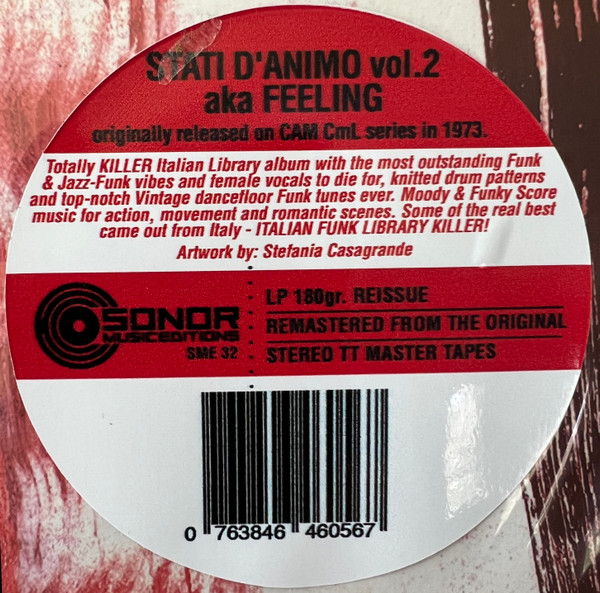 STATI D'ANIMO vol.2
aka FEELING
originally released on CAM CmL series in 1973.
Totally KILLER Italian Library album with the most outstanding Funk
& Jazz-Funk vibes and female vocals to die for, knitted drum patterns
and top-notch Vintage dancefloor Funk tunes ever. Moody & Funky Score
music for action, movement and romantic scenes. Some of the real best
came out from Italy - ITALIAN FUNK LIBRARY KILLER!
Artwork by: Stefania Casagrande
SONOR
MUSICEDITIONS
SME 32
LP 180gr. REISSUE
REMASTERED FROM THE ORIGINAL
STEREO TT MASTER TAPES
0 763846 460567